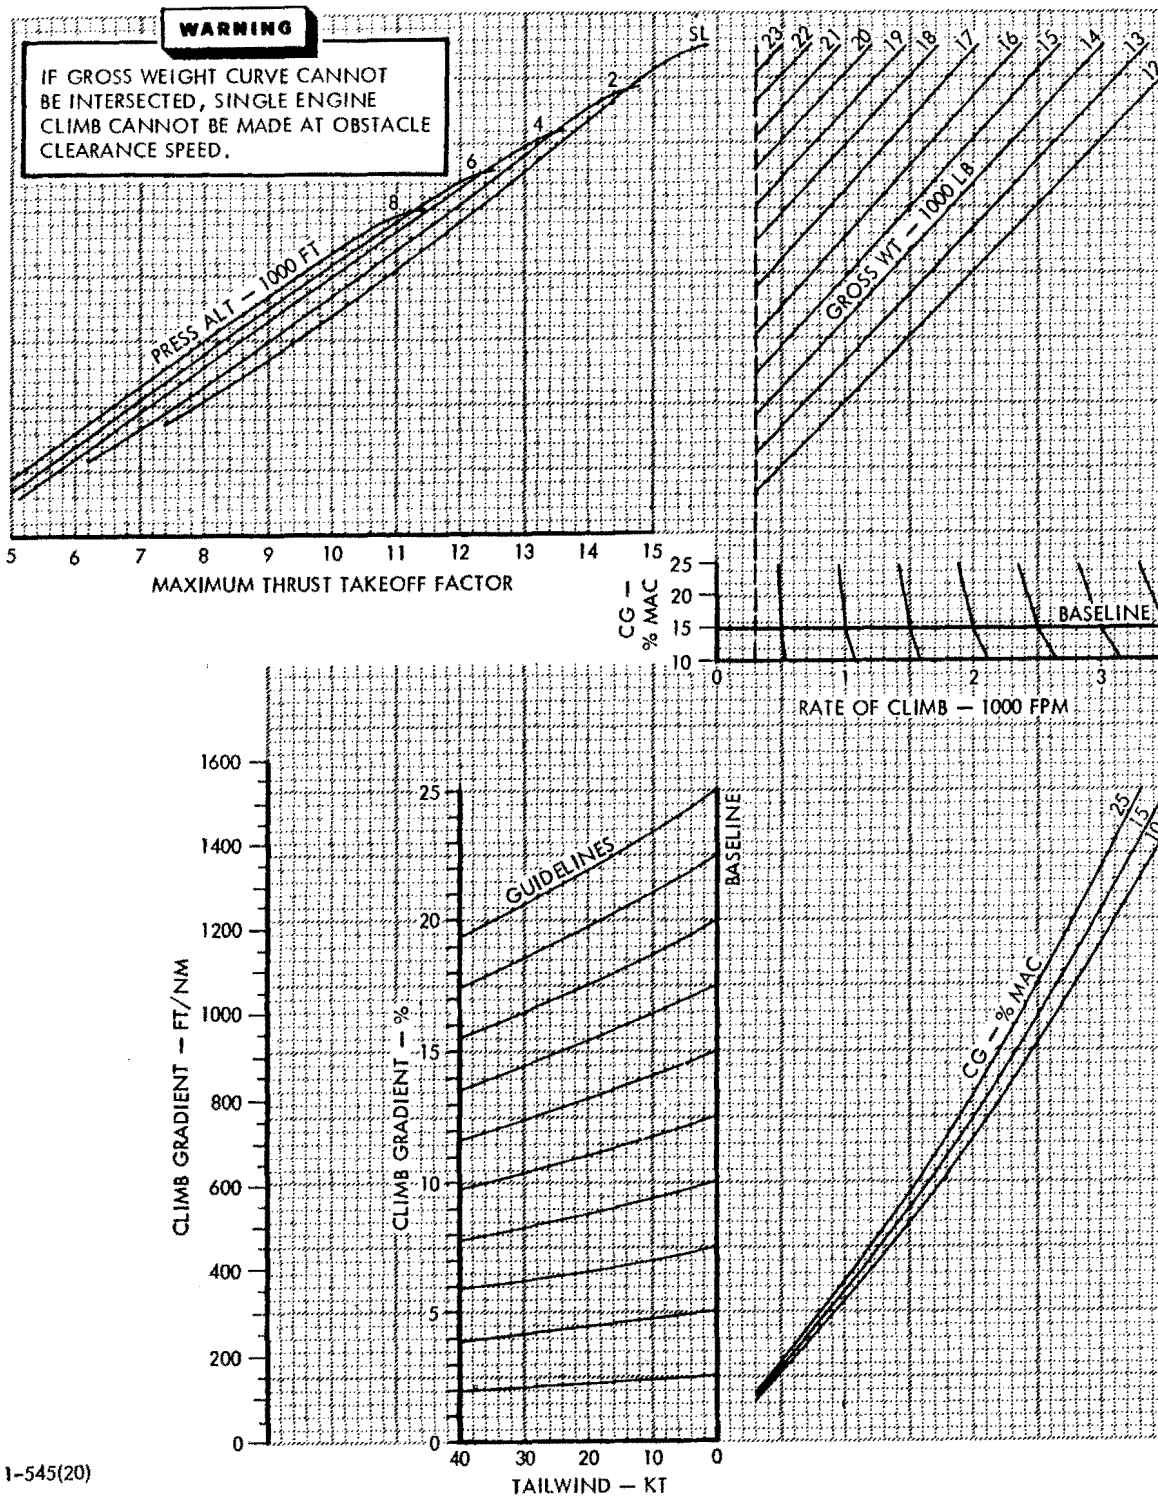 WARNING
IF GROSS WEIGHT CURVE CANNOT
BE INTERSECTED, SINGLE ENGINE
CLIMB CANNOT BE MADE AT OBSTACLE
CLEARANCE SPEED.
SL
2
4
6
8
PRESS ALT – 1000 FT
5 6 7 8 9 10 11 12 13 14 15
MAXIMUM THRUST TAKEOFF FACTOR
23 22 21 20 19 18 17 16 15 14 13 12
GROSS WT – 1000 LB
CG –
% MAC
25
20
15
10
BASELINE
0 1 2 3
RATE OF CLIMB – 1000 FPM
1600
1400
1200
1000
800
600
400
200
0
CLIMB GRADIENT – FT/NM
25
20
15
10
5
0
CLIMB GRADIENT – %
GUIDELINES
BASELINE
40 30 20 10 0
TAILWIND – KT
25 15 10
CG – % MAC
1-545(20)